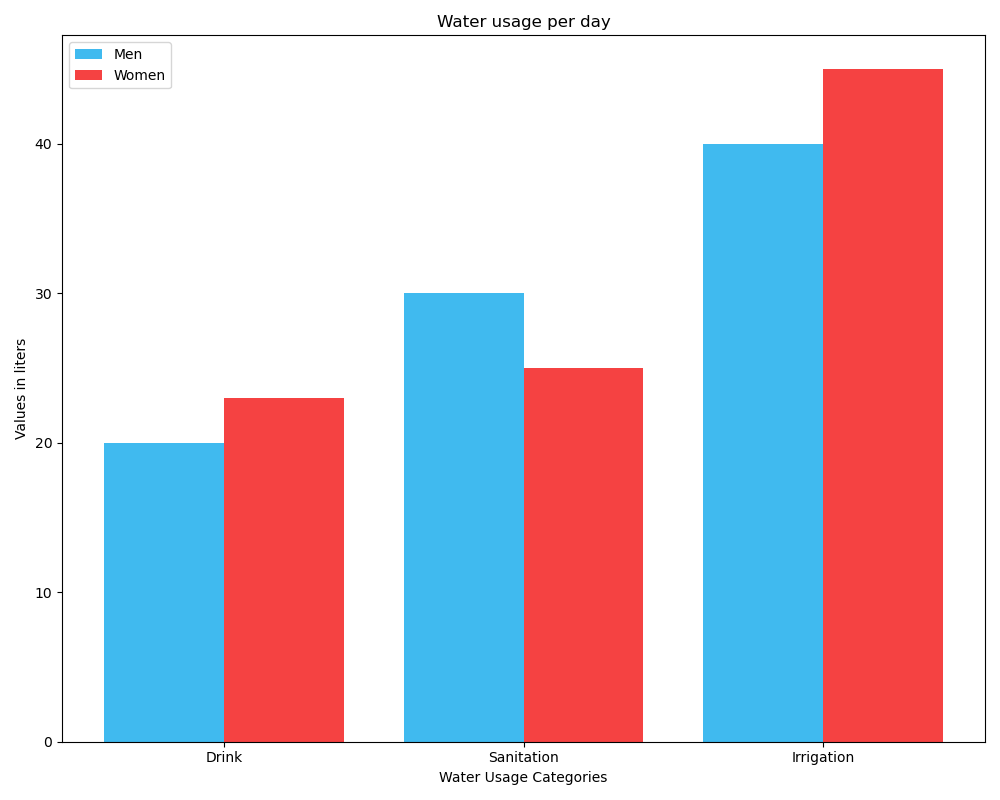 Water usage per day
Men
Women
Values in liters
40
30
20
10
0
Drink
Sanitation
Irrigation
Water Usage Categories